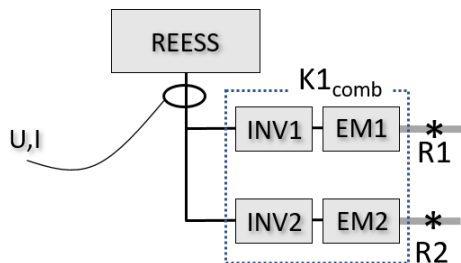 REESS
K1comb
U,I
INV1 EM1
R1
INV2 EM2
R2